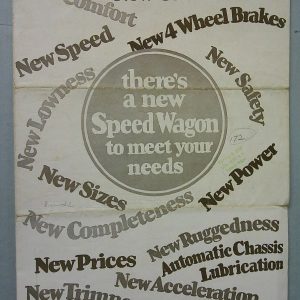 Comfort
New 4 Wheel Brakes
New Speed
New Lowness
New Safety
there's
a new
Speed Wagon
to meet your
needs
172
New Power
New Sizes
New Completeness
New Ruggedness
New Prices
Automatic Chassis
Lubrication
New Acceleration